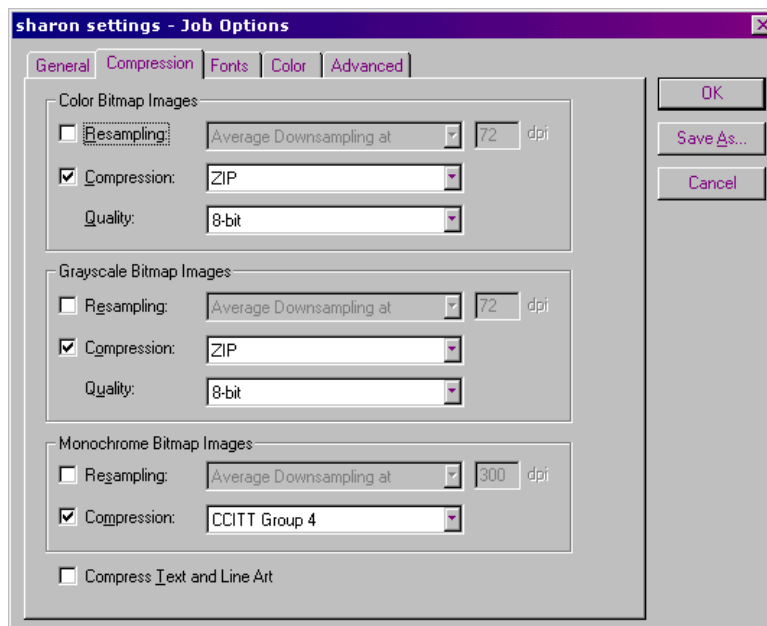 sharon settings - Job Options
General Compression Fonts Color Advanced
OK
Save As...
Cancel
Color Bitmap Images
Resampling: Average Downsampling at 72 dpi
Compression: ZIP
Quality: 8-bit
Grayscale Bitmap Images
Resampling: Average Downsampling at 72 dpi
Compression: ZIP
Quality: 8-bit
Monochrome Bitmap Images
Resampling: Average Downsampling at 300 dpi
Compression: CCITT Group 4
Compress Text and Line Art